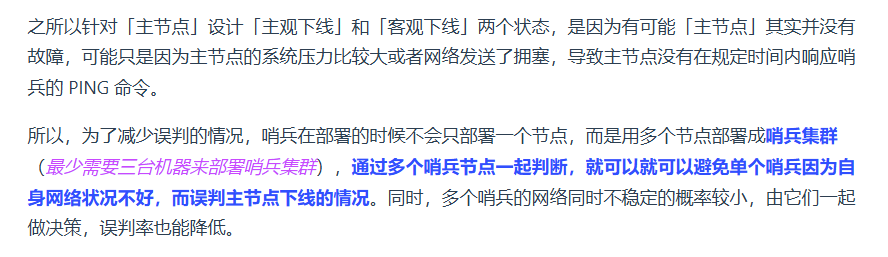 之所以针对「主节点」设计「主观下线」和「客观下线」两个状态，是因为有可能「主节点」其实并没有
故障，可能只是因为主节点的系统压力比较大或者网络发送了拥塞，导致主节点没有在规定时间内响应哨
兵的 PING 命令。
所以，为了减少误判的情况，哨兵在部署的时候不会只部署一个节点，而是用多个节点部署成哨兵集群
（最少需要三台机器来部署哨兵集群），通过多个哨兵节点一起判断，就可以就可以避免单个哨兵因为自
身网络状况不好，而误判主节点下线的情况。同时，多个哨兵的网络同时不稳定的概率较小，由它们一起
做决策，误判率也能降低。